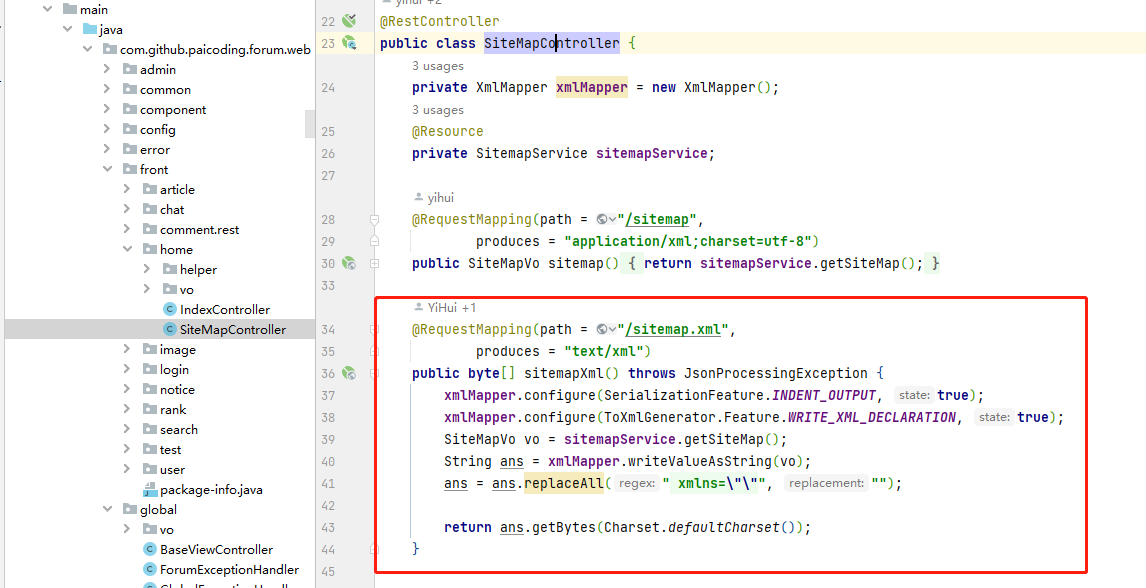 main
java
com.github.paicoding.forum.web
admin
common
component
config
error
front
article
chat
comment.rest
home
helper
vo
IndexController
SiteMapController
image
login
notice
rank
search
test
user
package-info.java
global
vo
BaseViewController
ForumExceptionHandler
yihui +2
22 @RestController
23 public class SiteMapController {
3 usages
24 private XmlMapper xmlMapper = new XmlMapper();
3 usages
25 @Resource
26 private SitemapService sitemapService;
27
yihui
28 @RequestMapping(path = "/sitemap",
29 produces = "application/xml;charset=utf-8")
30 public SiteMapVo sitemap() { return sitemapService.getSiteMap(); }
33
YiHui +1
34 @RequestMapping(path = "/sitemap.xml",
35 produces = "text/xml")
36 public byte[] sitemapXml() throws JsonProcessingException {
37 xmlMapper.configure(SerializationFeature.INDENT_OUTPUT, state: true);
38 xmlMapper.configure(ToXmlGenerator.Feature.WRITE_XML_DECLARATION, state: true);
39 SiteMapVo vo = sitemapService.getSiteMap();
40 String ans = xmlMapper.writeValueAsString(vo);
41 ans = ans.replaceAll( regex: " xmlns=\"\"", replacement: "");
42
43 return ans.getBytes(Charset.defaultCharset());
44 }
45